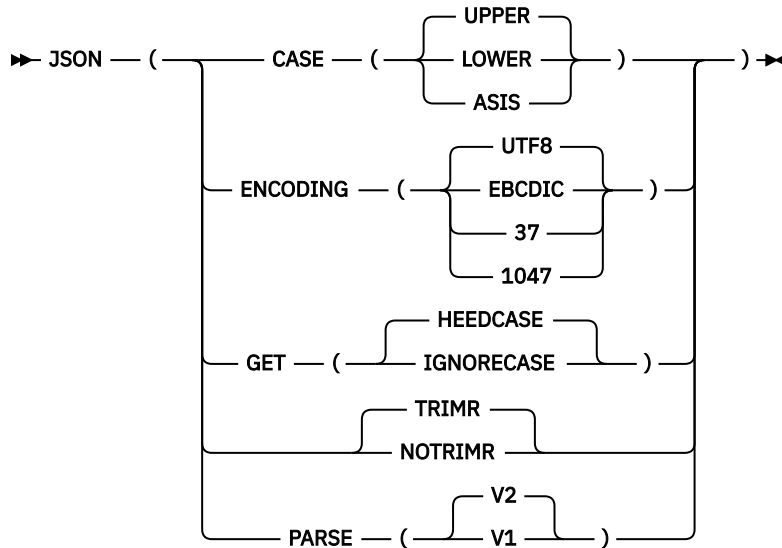 UPPER
JSON ( CASE ( LOWER ) )
ASIS
UTF8
ENCODING ( EBCDIC )
37
1047
HEEDCASE
GET ( IGNORECASE )
TRIMR
NOTRIMR
V2
PARSE ( V1 )